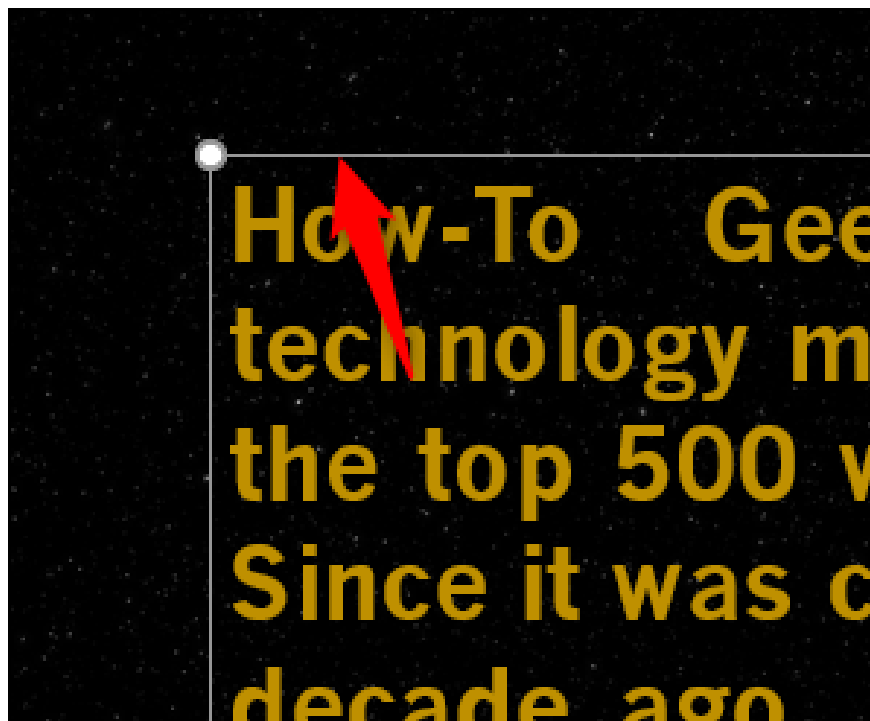 How-To Gee
technology m
the top 500 w
Since it was c
decade ago